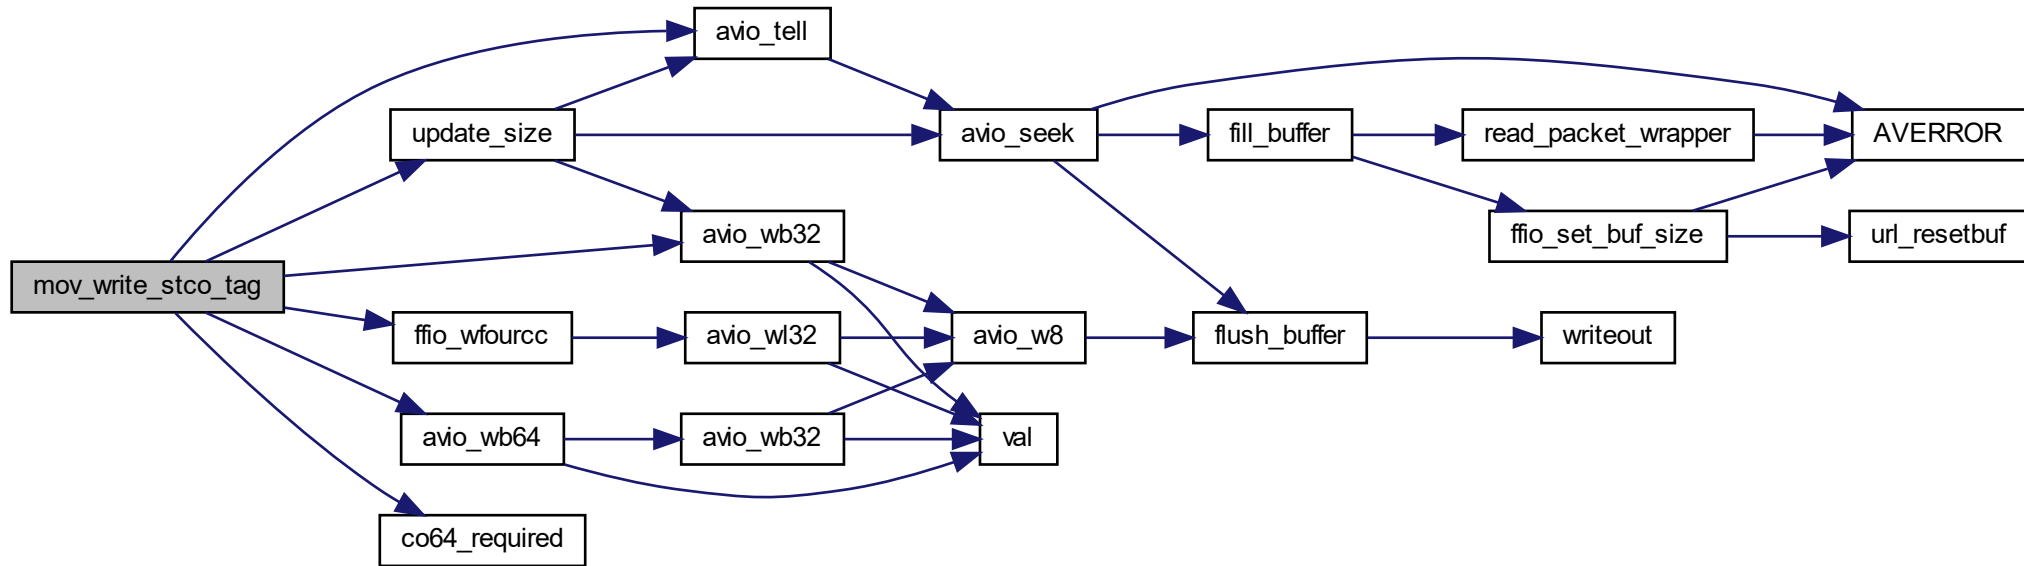 avio_tell
update_size
avio_seek
fill_buffer
read_packet_wrapper
AVERROR
avio_wb32
ffio_set_buf_size
url_resetbuf
mov_write_stco_tag
ffio_wfourcc
avio_wl32
avio_w8
flush_buffer
writeout
avio_wb64
avio_wb32
val
co64_required